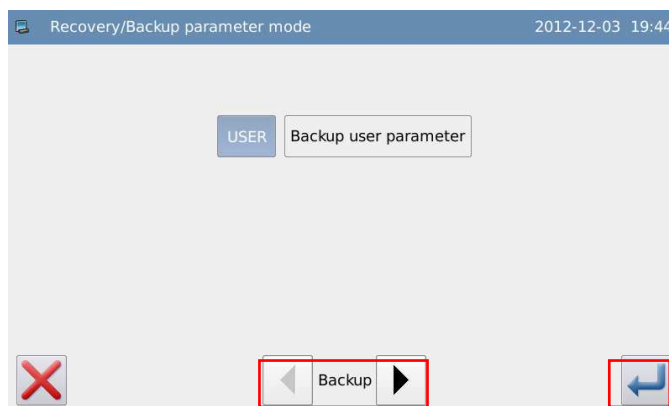 Recovery/Backup parameter mode 2012-12-03 19:44
USER Backup user parameter
Backup